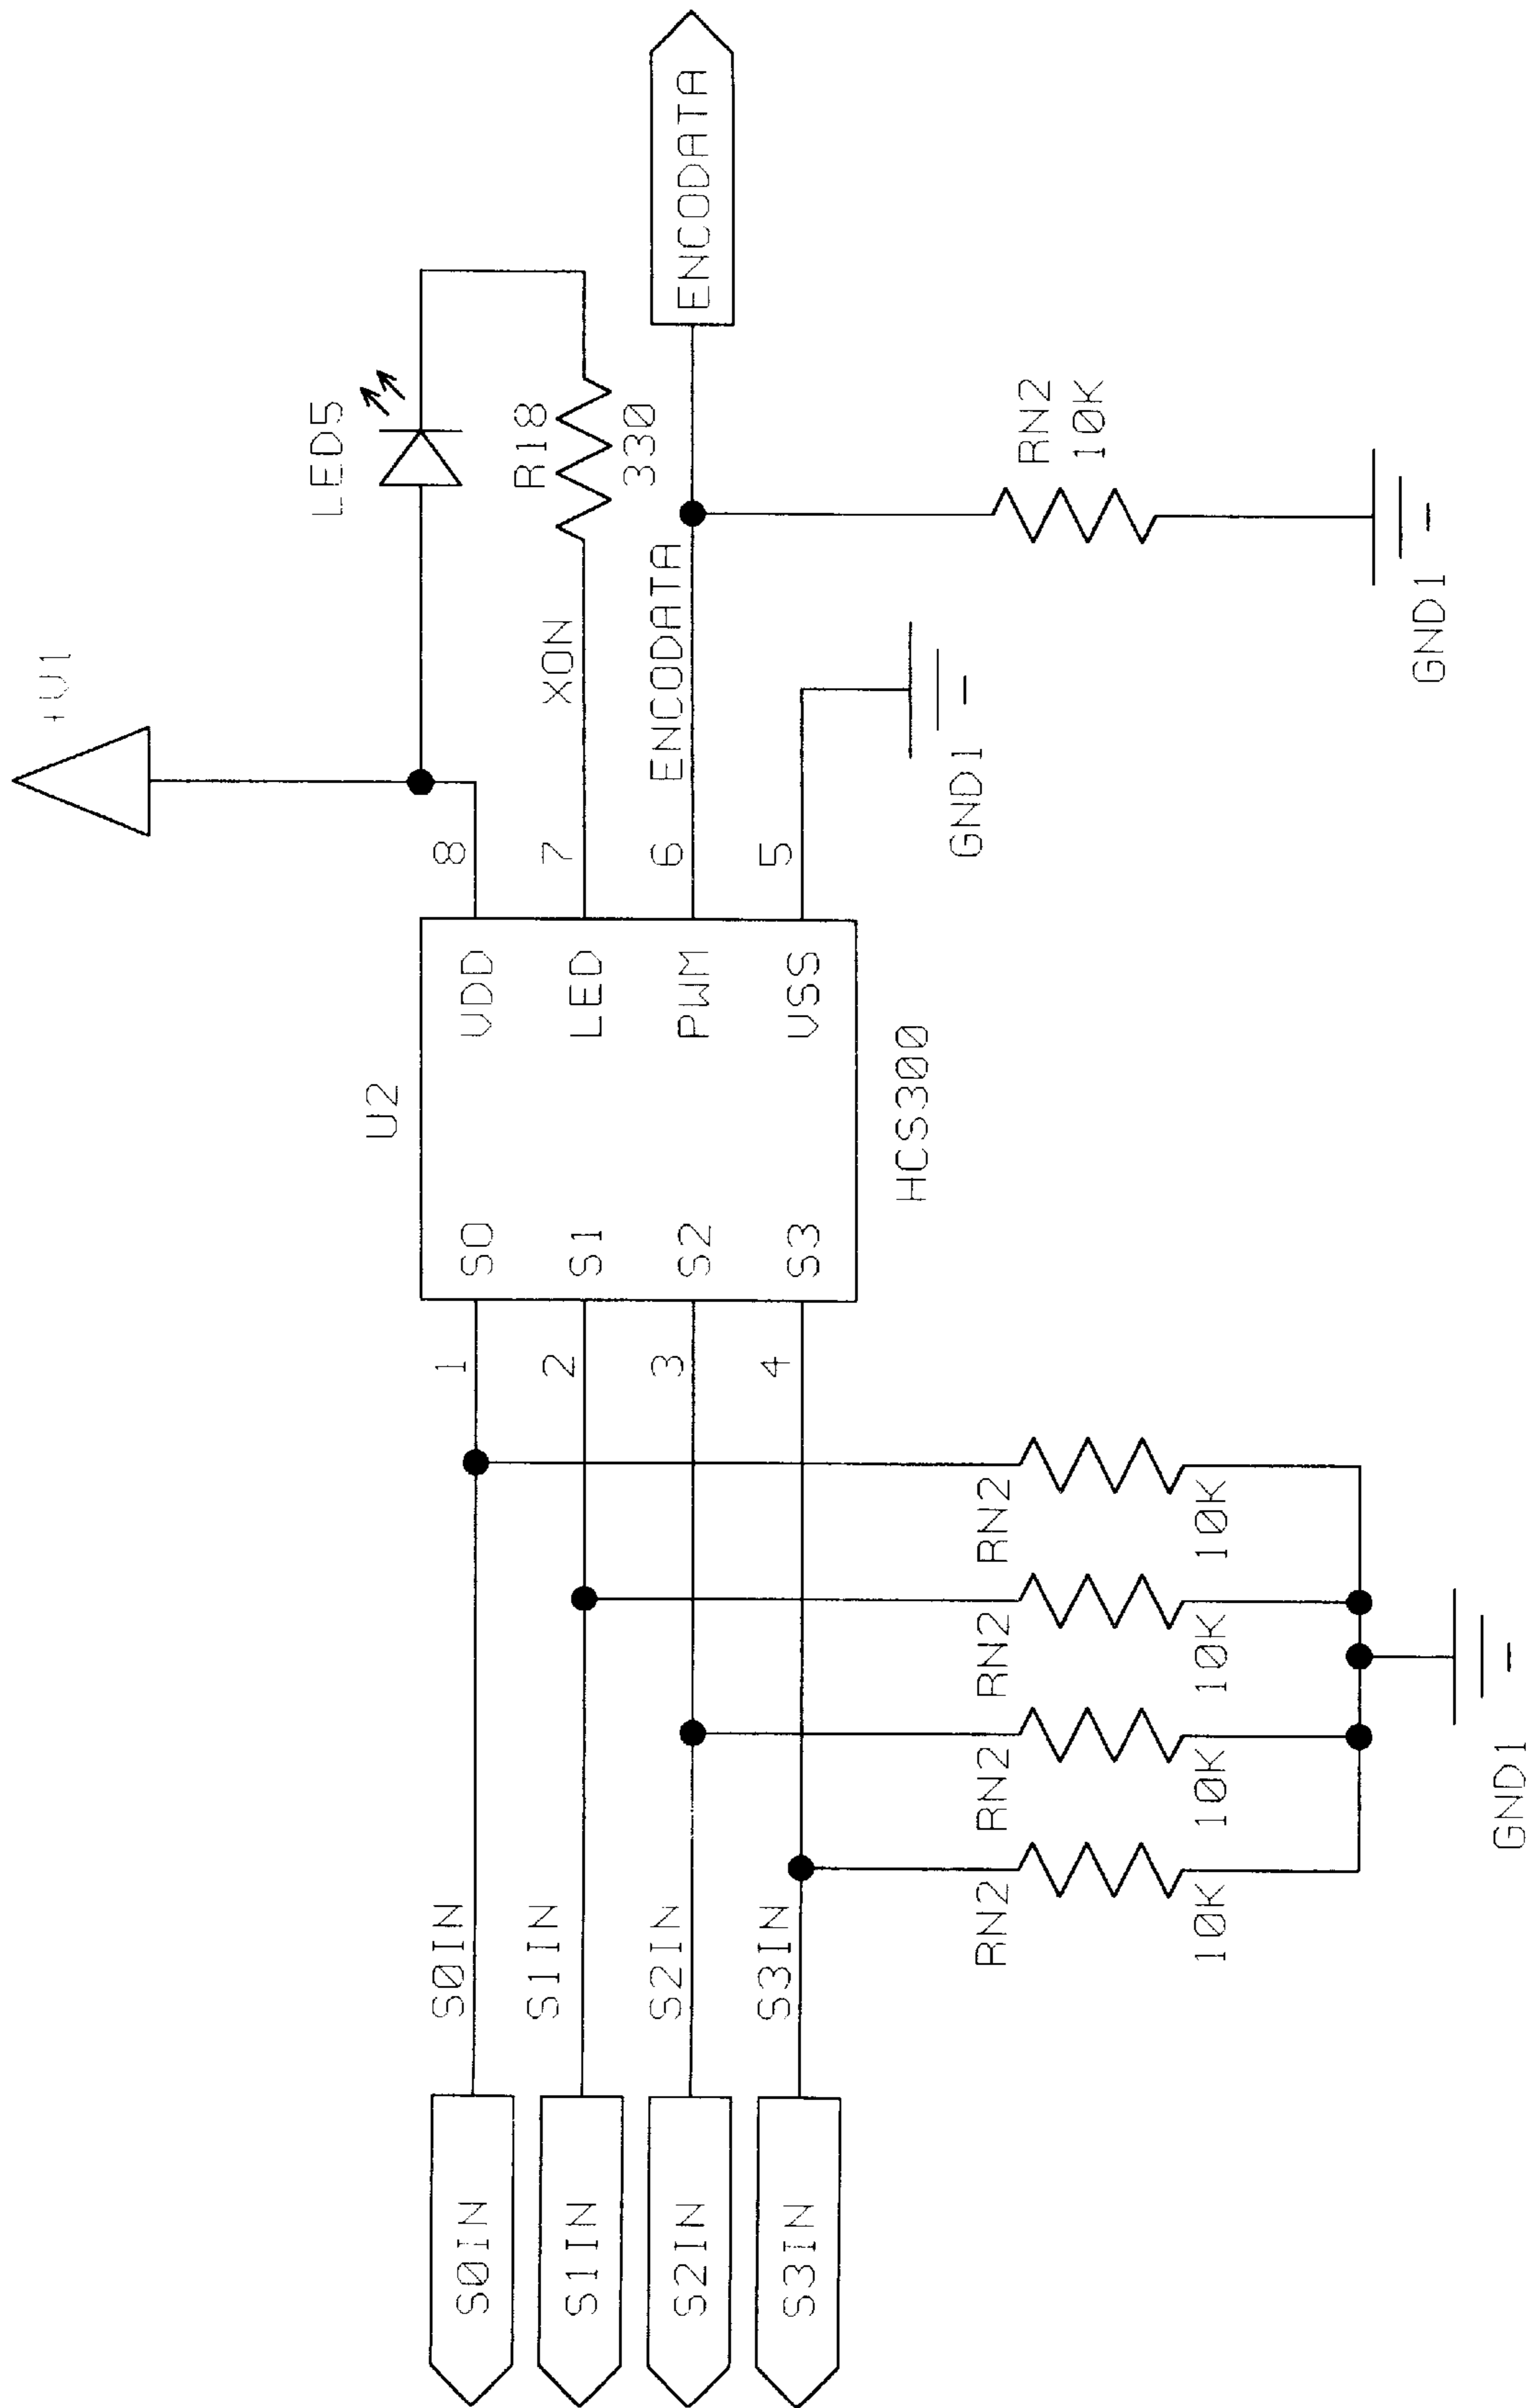 +V1
LED5
R18
330
XON
ENCODATA
ENCODATA
RN2
10K
GND1
GND1
8
7
6
5
U2
VDD
LED
PWM
VSS
S0
S1
S2
S3
HCS300
1
2
3
4
RN2
10K
RN2
10K
RN2
10K
RN2
10K
GND1
S0IN
S1IN
S2IN
S3IN
S0IN
S1IN
S2IN
S3IN